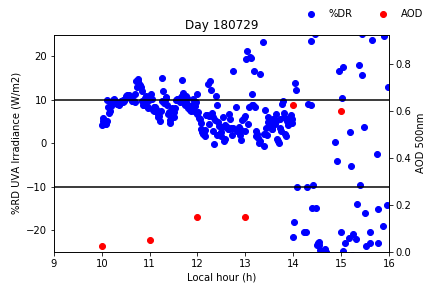 %DR AOD
Day 180729
%RD UVA Irradiance (W/m2)
20
10
0
−10
−20
0.8
0.6
0.4
0.2
0.0
AOD 500nm
9 10 11 12 13 14 15 16
Local hour (h)